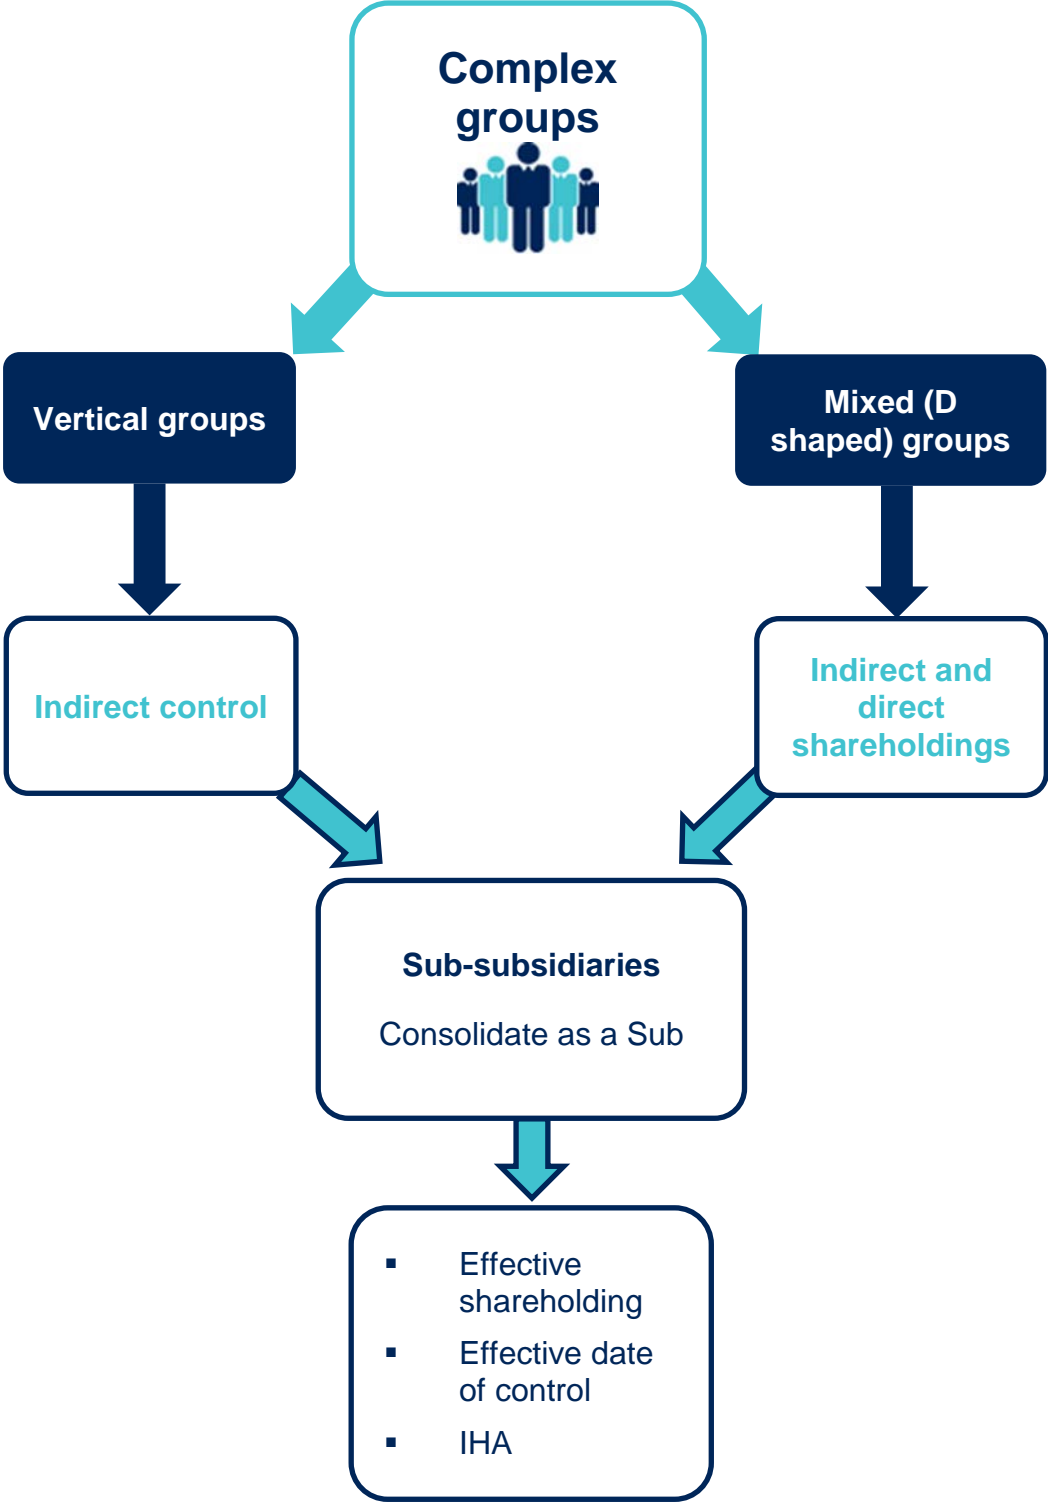 Complex
groups
Vertical groups
Mixed (D
shaped) groups
Indirect control
Indirect and
direct
shareholdings
Sub-subsidiaries
Consolidate as a Sub
▪ Effective
shareholding
▪ Effective date
of control
▪ IHA